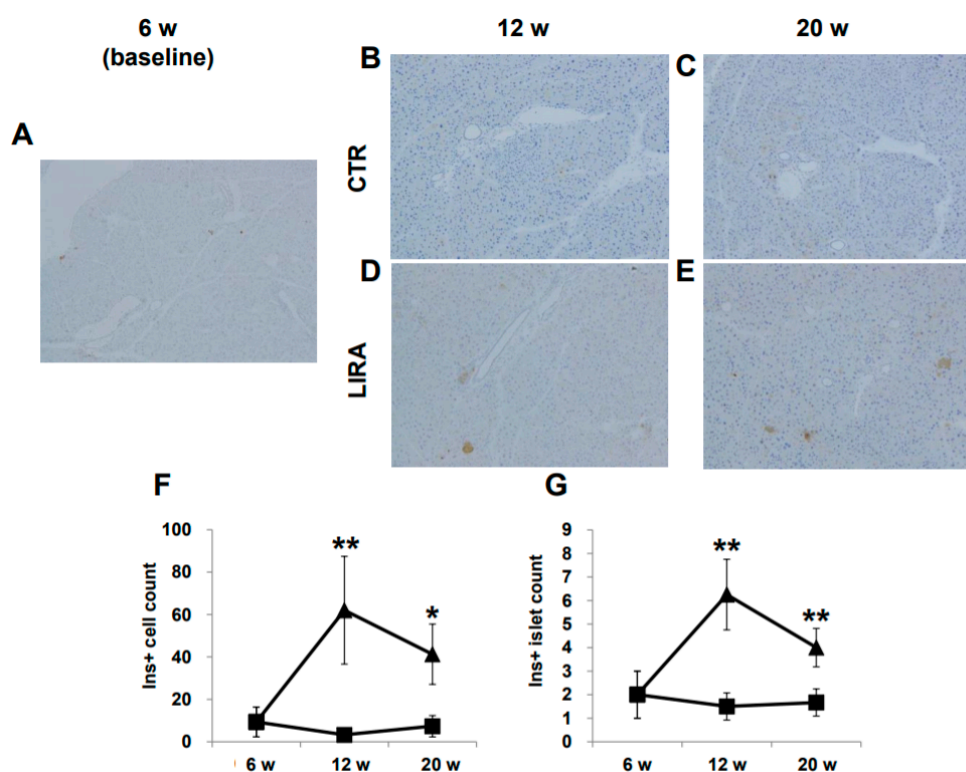 6 w
(baseline)
12 w
20 w
A
B
C
CTR
D
E
LIRA
F
G
Ins+ cell count
100
80
60
40
20
0
**
*
6 w
12 w
20 w
Ins+ islet count
9
8
7
6
5
4
3
2
1
0
**
**
6 w
12 w
20 w